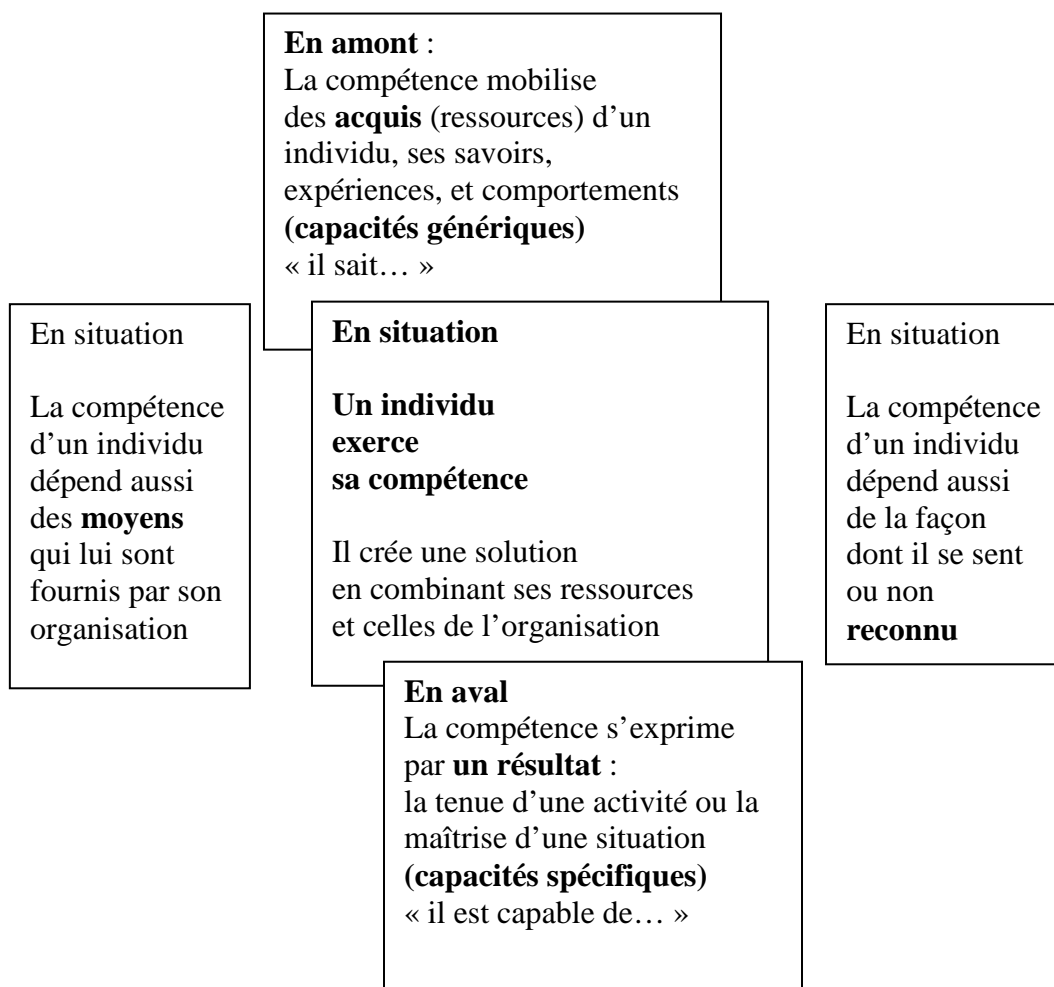 En amont :
La compétence mobilise
des acquis (ressources) d’un
individu, ses savoirs,
expériences, et comportements
(capacités génériques)
« il sait… »
En situation
La compétence
d’un individu
dépend aussi
des moyens
qui lui sont
fournis par son
organisation
En situation
Un individu
exerce
sa compétence
Il crée une solution
en combinant ses ressources
et celles de l’organisation
En situation
La compétence
d’un individu
dépend aussi
de la façon
dont il se sent
ou non
reconnu
En aval
La compétence s’exprime
par un résultat :
la tenue d’une activité ou la
maîtrise d’une situation
(capacités spécifiques)
« il est capable de… »